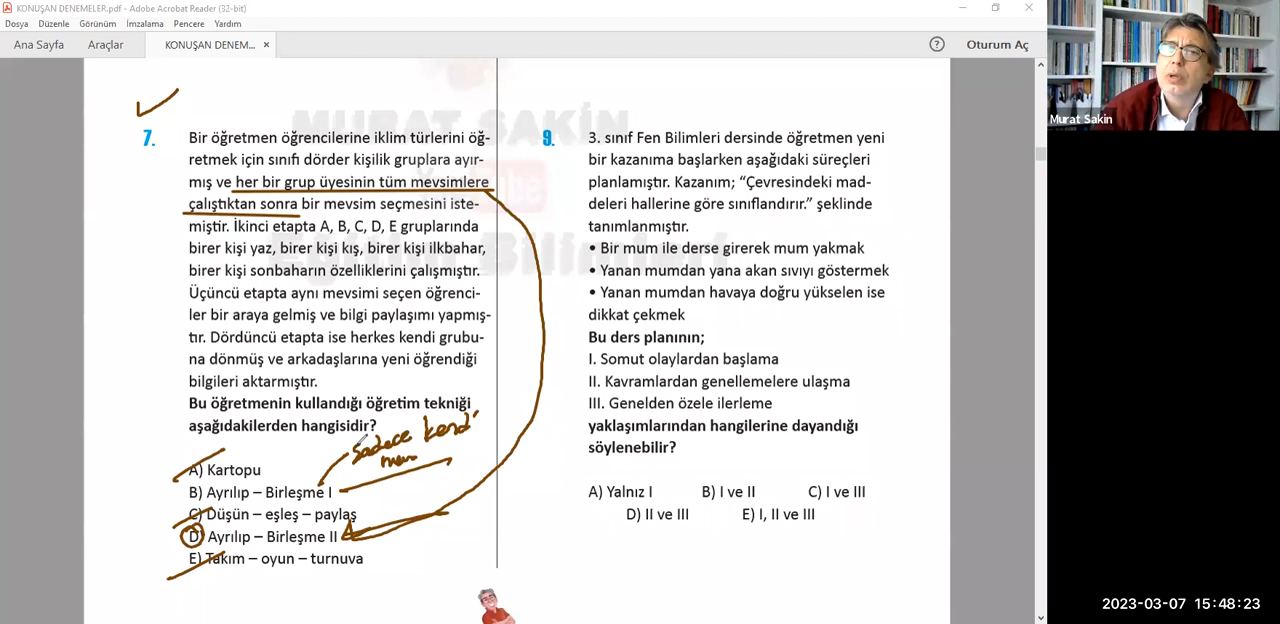 KONUŞAN DENEMELER.pdf - Adobe Acrobat Reader (32-bit)
Dosya Düzenle Görünüm İmzalama Pencere Yardım
Ana Sayfa Araçlar KONUŞAN DENEM... × ? Oturum Aç
MURAT SAKİN
YouTube
Eğitim Bilimleri
7.
Bir öğretmen öğrencilerine iklim türlerini öğ-
retmek için sınıfı dörder kişilik gruplara ayır-
mış ve her bir grup üyesinin tüm mevsimlere
çalıştıktan sonra bir mevsim seçmesini iste-
miştir. İkinci etapta A, B, C, D, E gruplarında
birer kişi yaz, birer kişi kış, birer kişi ilkbahar,
birer kişi sonbaharın özelliklerini çalışmıştır.
Üçüncü etapta aynı mevsimi seçen öğrenci-
ler bir araya gelmiş ve bilgi paylaşımı yapmış-
tır. Dördüncü etapta ise herkes kendi grubu-
na dönmüş ve arkadaşlarına yeni öğrendiği
bilgileri aktarmıştır.
Bu öğretmenin kullandığı öğretim tekniği
aşağıdakilerden hangisidir?
sadece kendi
A) Kartopu
B) Ayrılıp – Birleşme I
C) Düşün – eşleş – paylaş
D) Ayrılıp – Birleşme II
E) Takım – oyun – turnuva
9.
3. sınıf Fen Bilimleri dersinde öğretmen yeni
bir kazanıma başlarken aşağıdaki süreçleri
planlamıştır. Kazanım; “Çevresindeki mad-
deleri hallerine göre sınıflandırır.” şeklinde
tanımlanmıştır.
• Bir mum ile derse girerek mum yakmak
• Yanan mumdan yana akan sıvıyı göstermek
• Yanan mumdan havaya doğru yükselen ise
dikkat çekmek
Bu ders planının;
I. Somut olaylardan başlama
II. Kavramlardan genellemelere ulaşma
III. Genelden özele ilerleme
yaklaşımlarından hangilerine dayandığı
söylenebilir?
A) Yalnız I B) I ve II C) I ve III
D) II ve III E) I, II ve III
Murat Sakin
2023-03-07 15:48:23